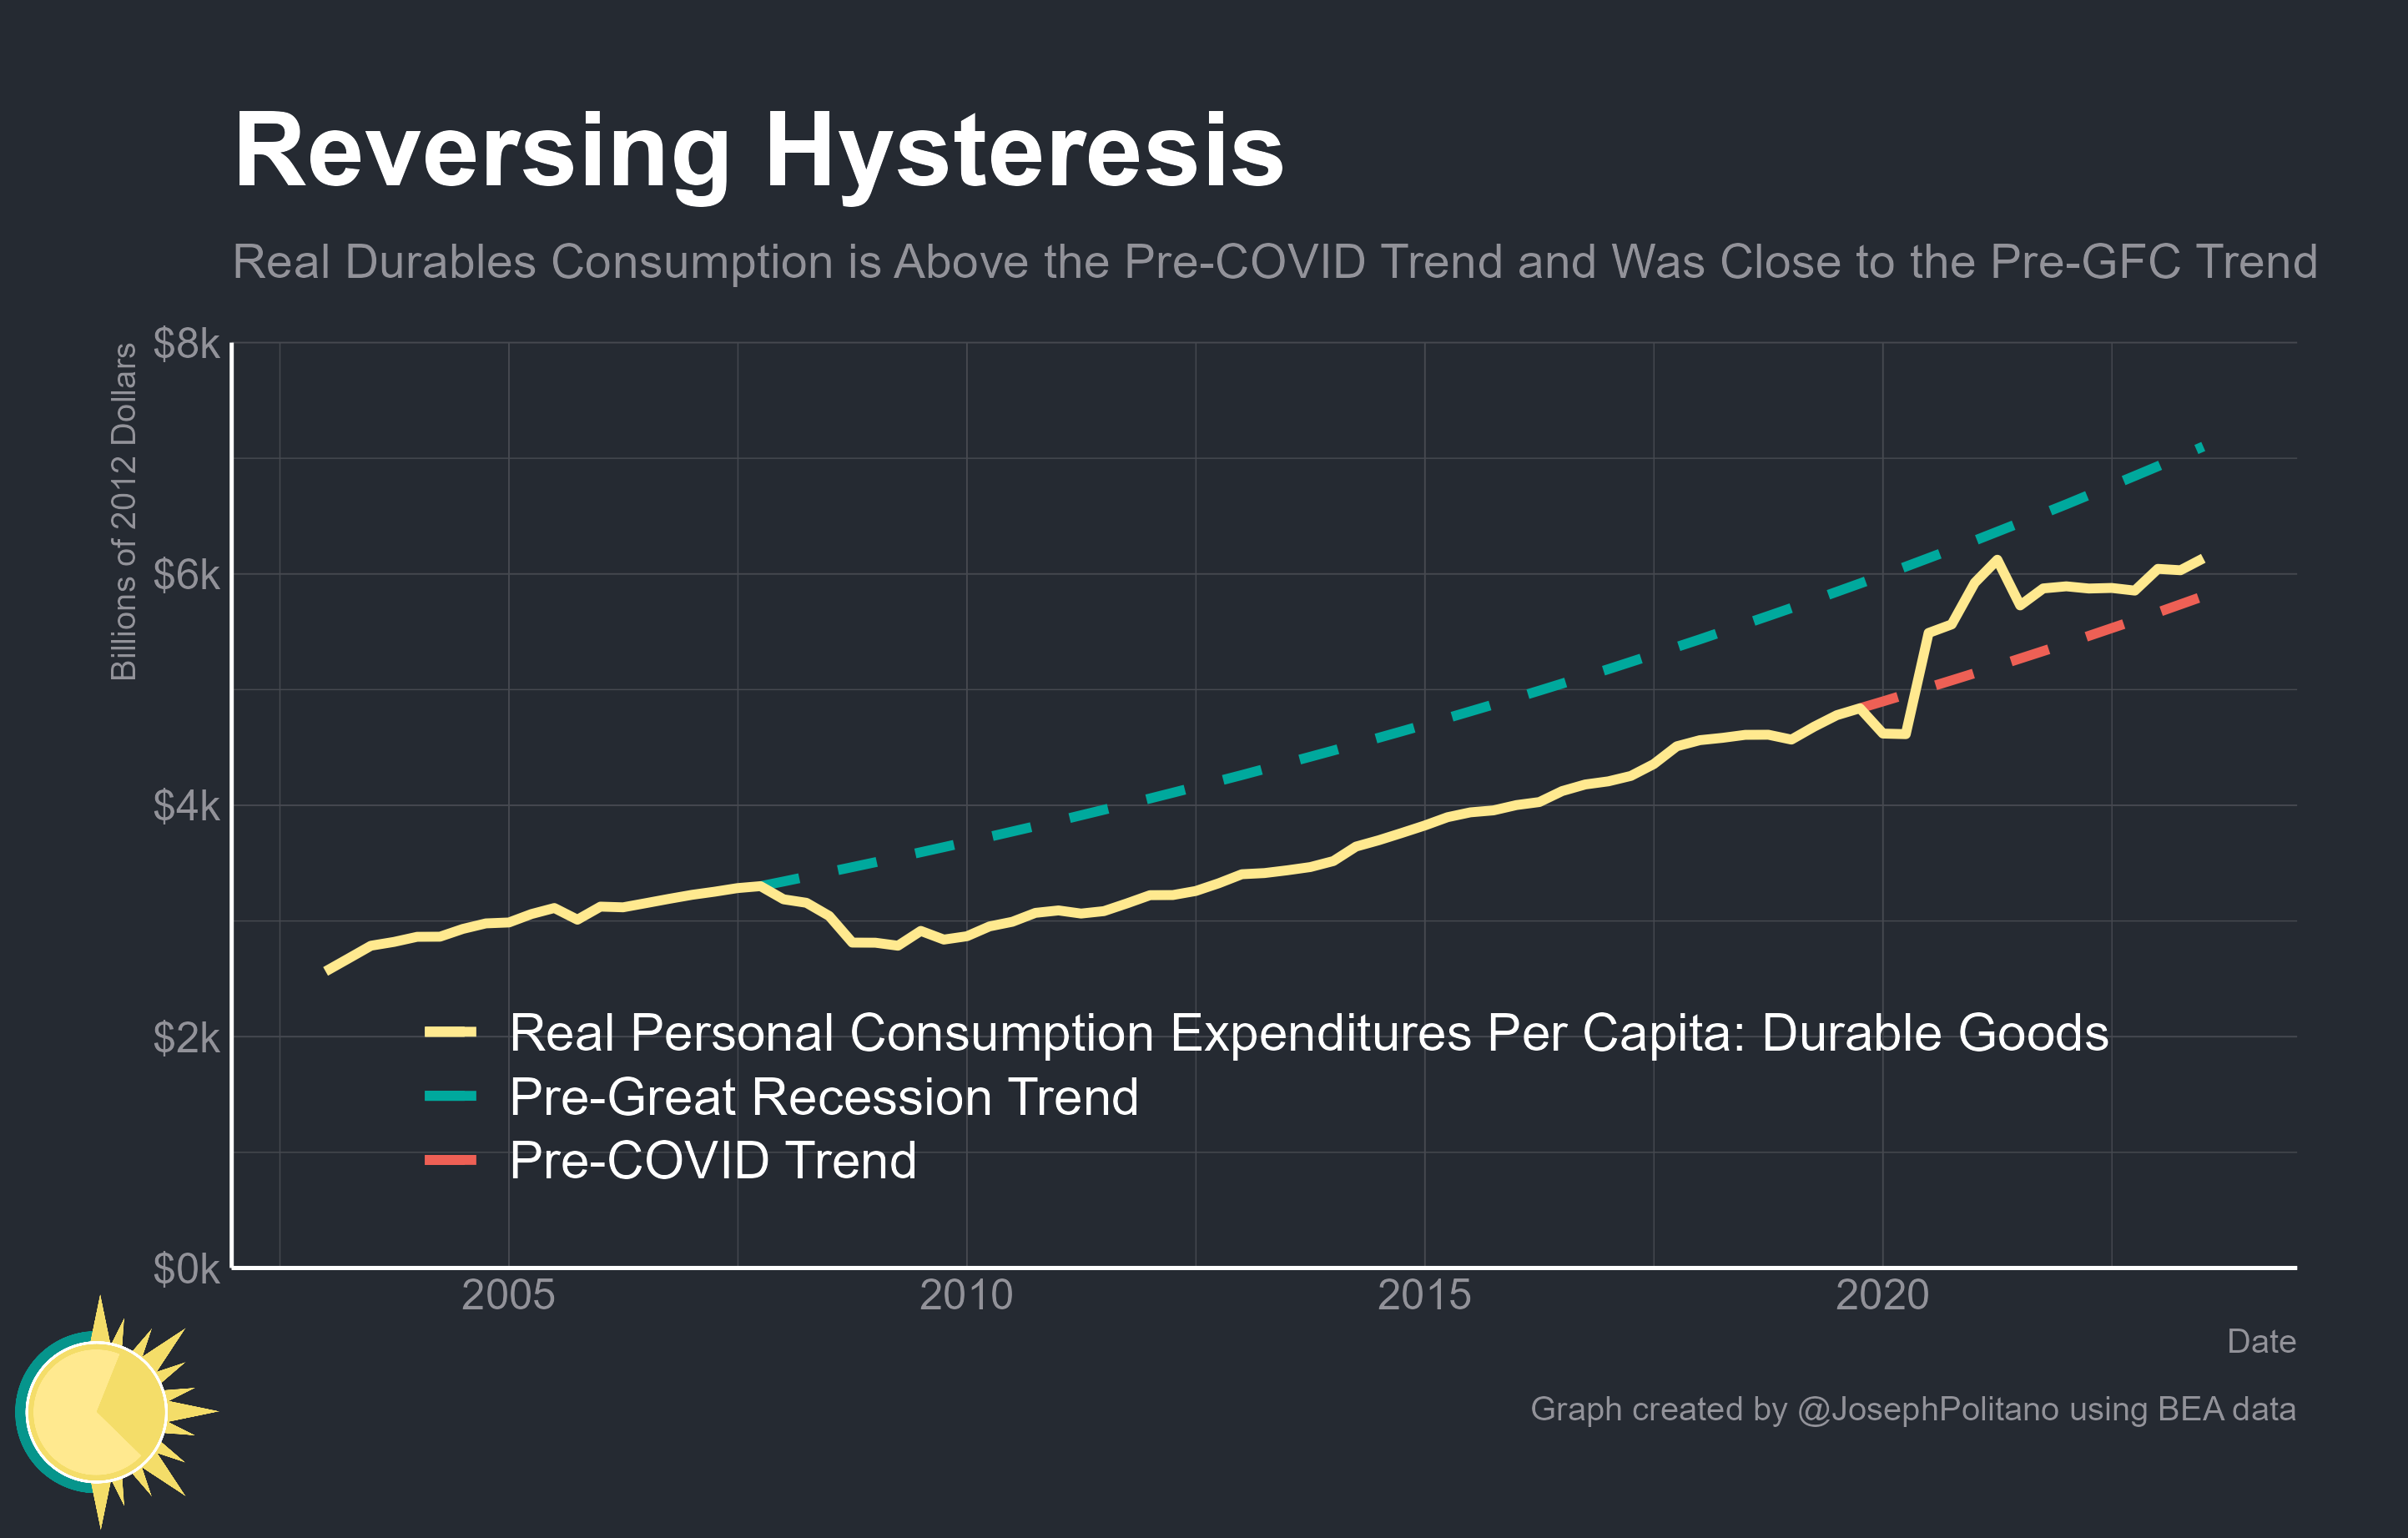 Reversing Hysteresis
Real Durables Consumption is Above the Pre-COVID Trend and Was Close to the Pre-GFC Trend
Billions of 2012 Dollars
$8k
$6k
$4k
$2k
$0k
Real Personal Consumption Expenditures Per Capita: Durable Goods
Pre-Great Recession Trend
Pre-COVID Trend
2005
2010
2015
2020
Date
Graph created by @JosephPolitano using BEA data